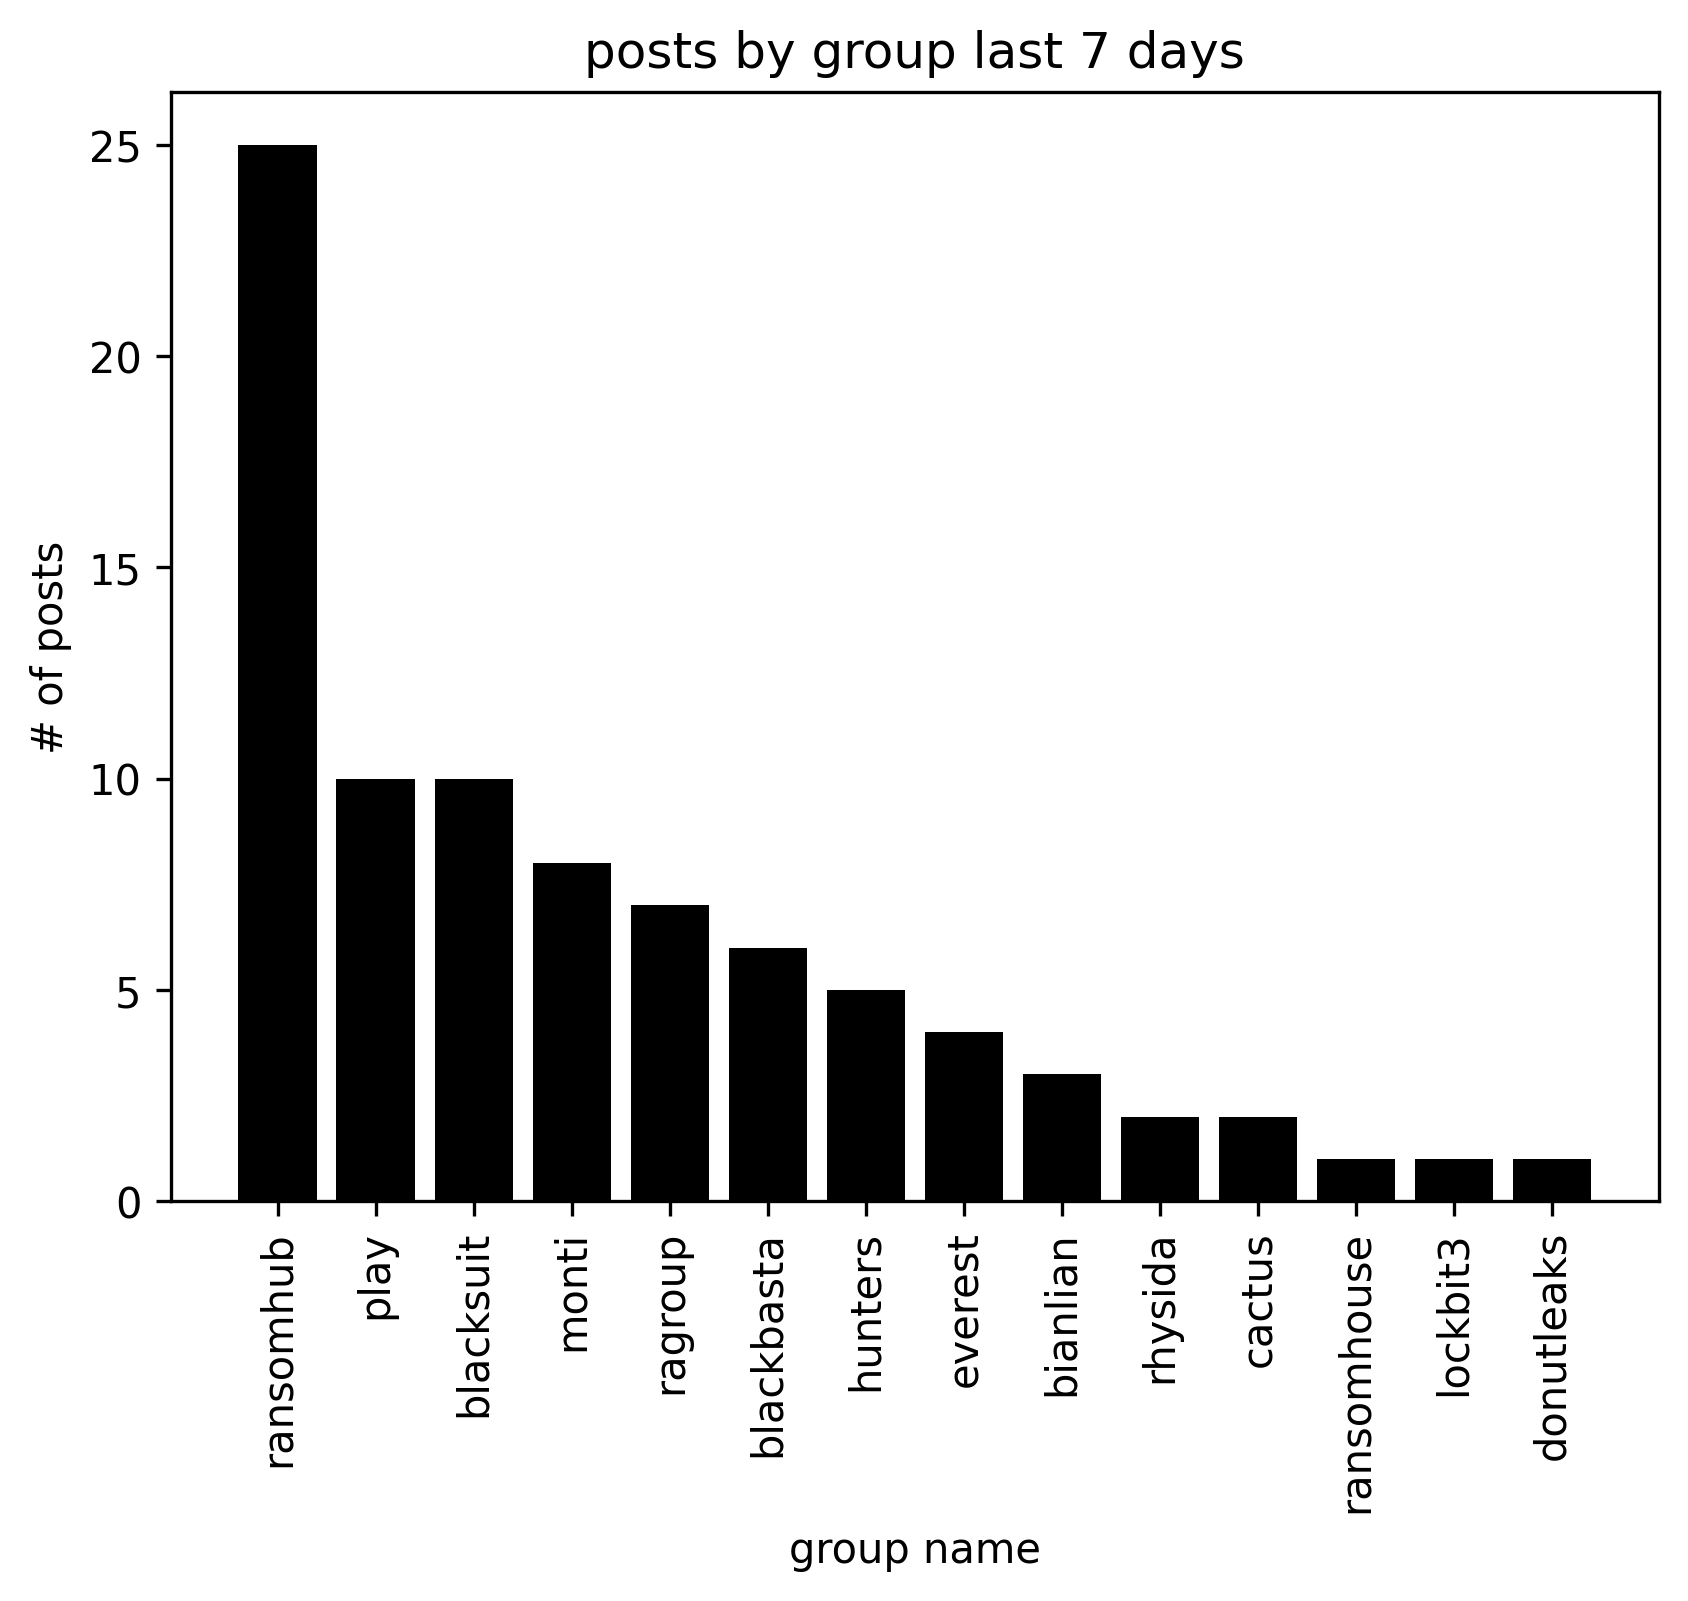 posts by group last 7 days
# of posts
25
20
15
10
5
0
ransomhub
play
blacksuit
monti
ragroup
blackbasta
hunters
everest
bianlian
rhysida
cactus
ransomhouse
lockbit3
donutleaks
group name